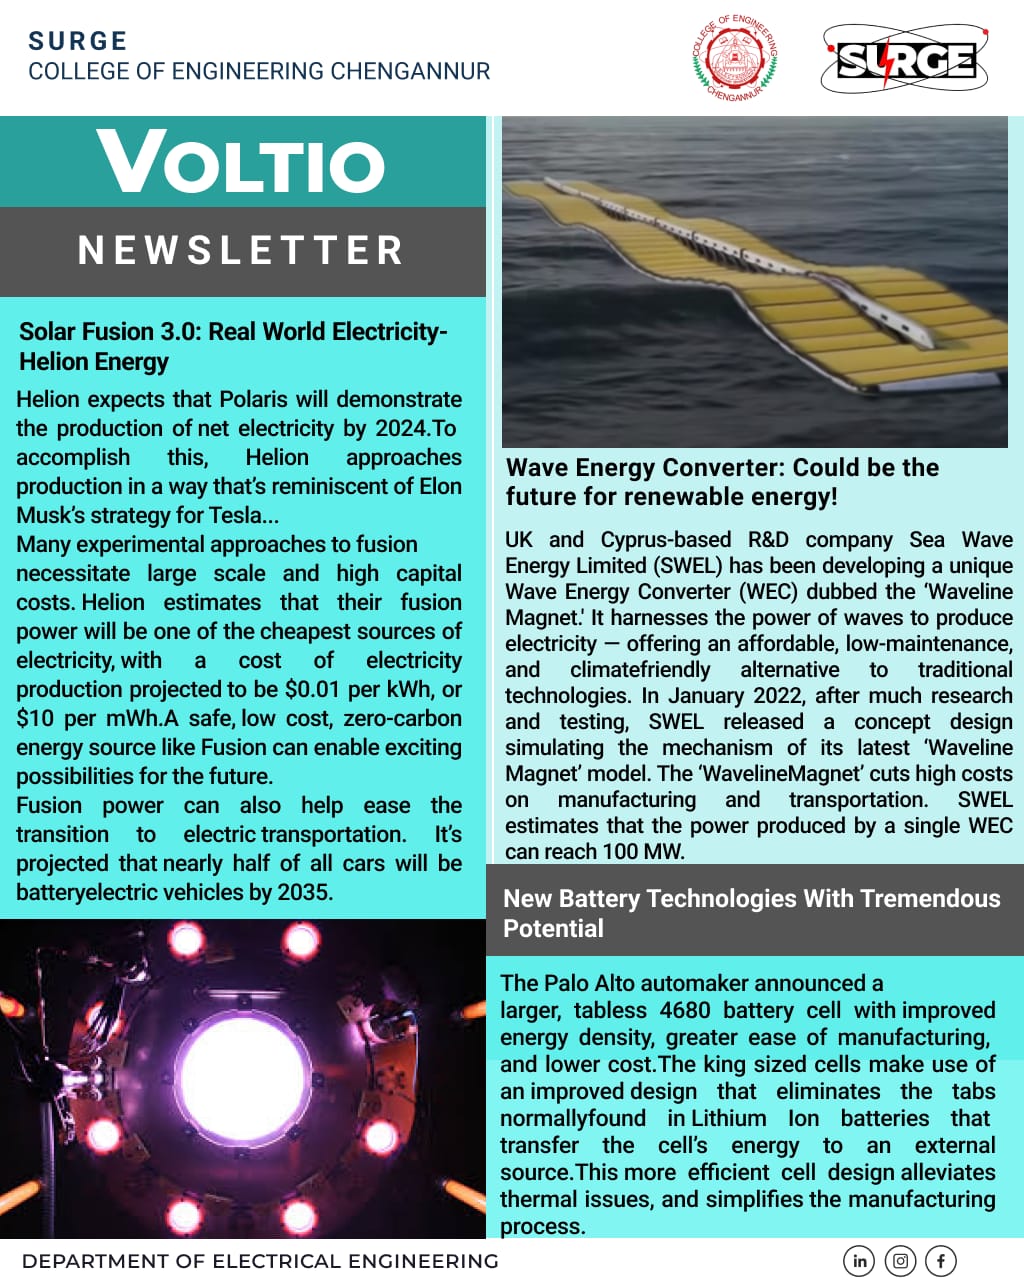 SURGE
COLLEGE OF ENGINEERING CHENGANNUR
COLLEGE OF ENGINEERING
CHENGANNUR
SURGE
VOLTIO
NEWSLETTER
Solar Fusion 3.0: Real World Electricity-
Helion Energy
Helion expects that Polaris will demonstrate
the production of net electricity by 2024.To
accomplish this, Helion approaches
production in a way that's reminiscent of Elon
Musk's strategy for Tesla...
Many experimental approaches to fusion
necessitate large scale and high capital
costs. Helion estimates that their fusion
power will be one of the cheapest sources of
electricity, with a cost of electricity
production projected to be $0.01 per kWh, or
$10 per mWh.A safe, low cost, zero-carbon
energy source like Fusion can enable exciting
possibilities for the future.
Fusion power can also help ease the
transition to electric transportation. It's
projected that nearly half of all cars will be
batteryelectric vehicles by 2035.
Wave Energy Converter: Could be the
future for renewable energy!
UK and Cyprus-based R&D company Sea Wave
Energy Limited (SWEL) has been developing a unique
Wave Energy Converter (WEC) dubbed the ‘Waveline
Magnet.' It harnesses the power of waves to produce
electricity — offering an affordable, low-maintenance,
and climatefriendly alternative to traditional
technologies. In January 2022, after much research
and testing, SWEL released a concept design
simulating the mechanism of its latest ‘Waveline
Magnet’ model. The ‘WavelineMagnet’ cuts high costs
on manufacturing and transportation. SWEL
estimates that the power produced by a single WEC
can reach 100 MW.
New Battery Technologies With Tremendous
Potential
The Palo Alto automaker announced a
larger, tabless 4680 battery cell with improved
energy density, greater ease of manufacturing,
and lower cost.The king sized cells make use of
an improved design that eliminates the tabs
normallyfound in Lithium Ion batteries that
transfer the cell's energy to an external
source.This more efficient cell design alleviates
thermal issues, and simplifies the manufacturing
process.
DEPARTMENT OF ELECTRICAL ENGINEERING